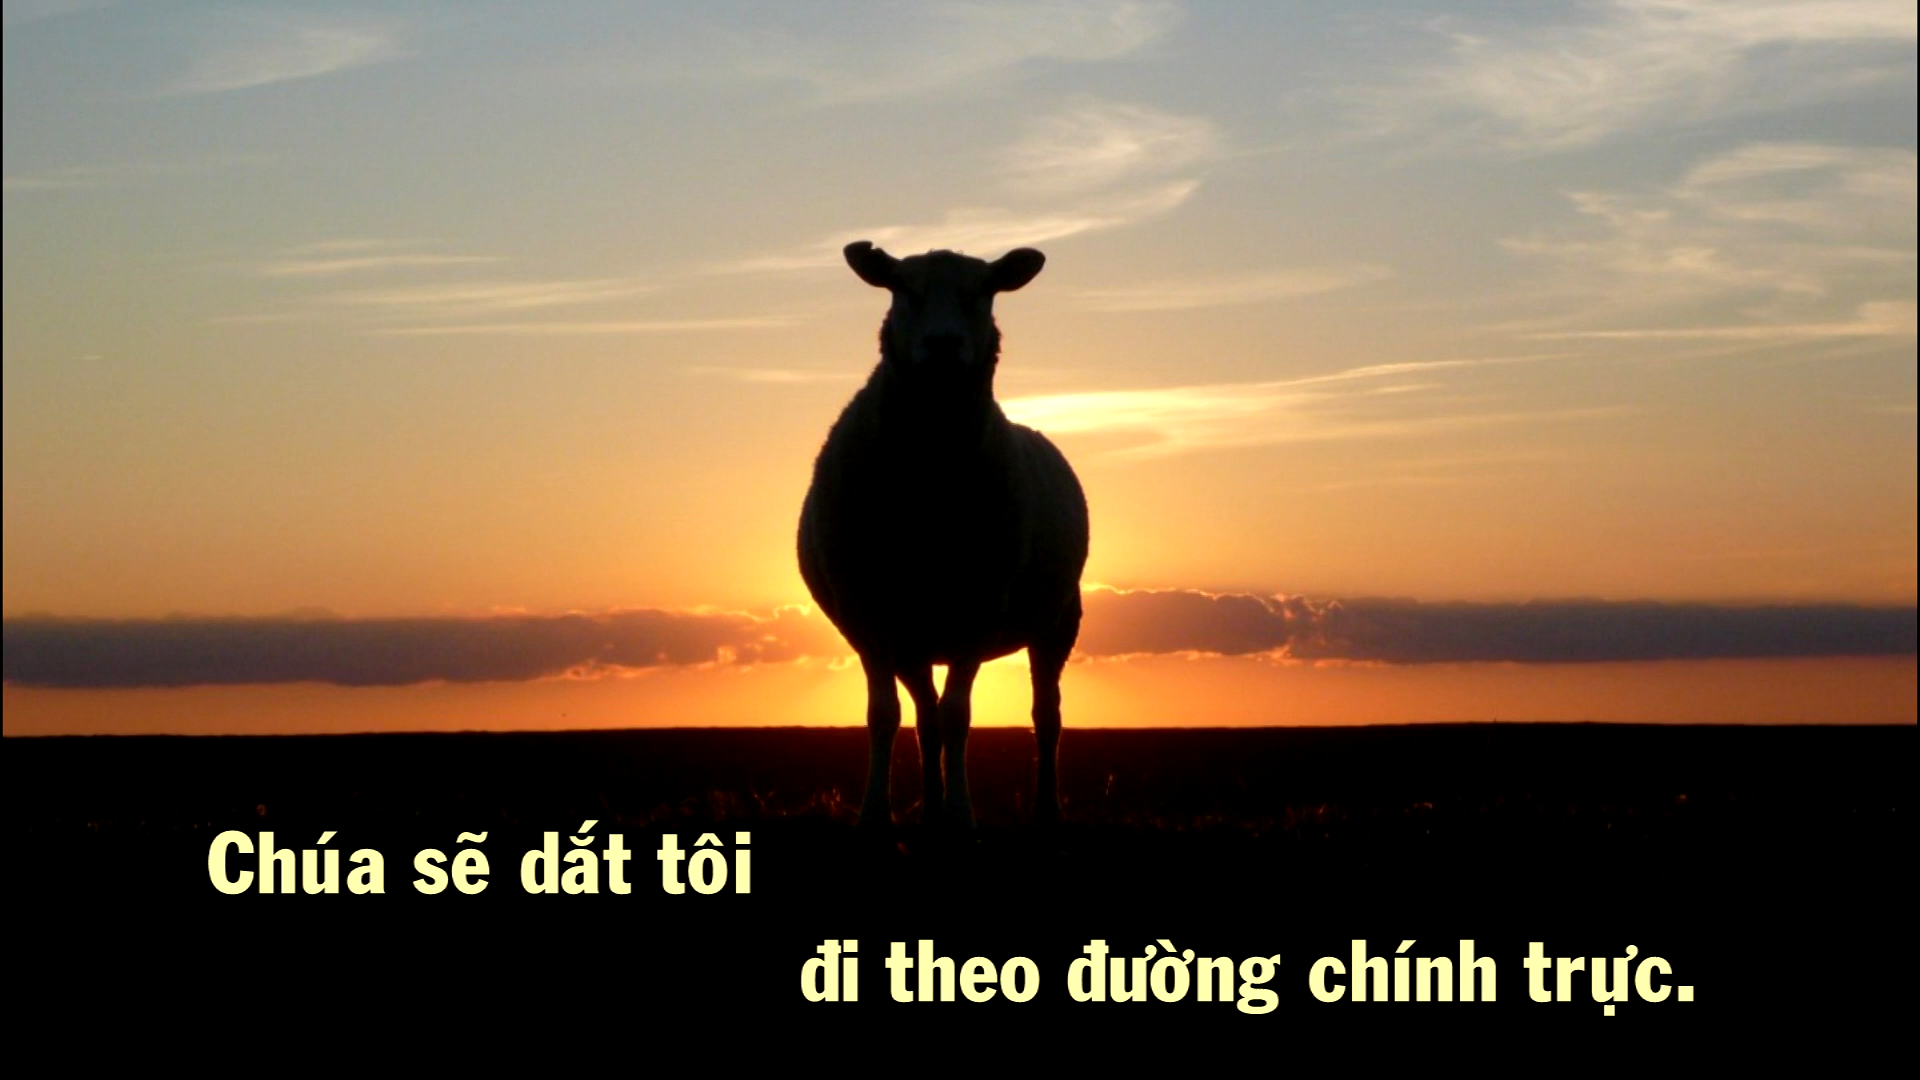 Chúa sẽ dắt tôi
đi theo đường chính trực.